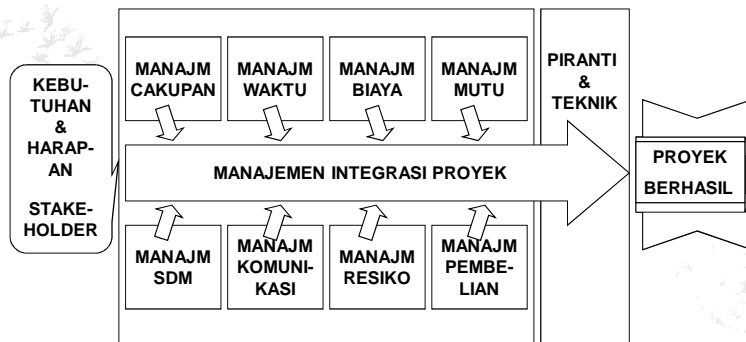 KEBU-
TUHAN
&
HARAP-
AN
STAKE-
HOLDER
MANAJM
CAKUPAN
MANAJM
WAKTU
MANAJM
BIAYA
MANAJM
MUTU
PIRANTI
&
TEKNIK
MANAJEMEN INTEGRASI PROYEK
PROYEK
BERHASIL
MANAJM
SDM
MANAJM
KOMUNI-
KASI
MANAJM
RESIKO
MANAJM
PEMBE-
LIAN